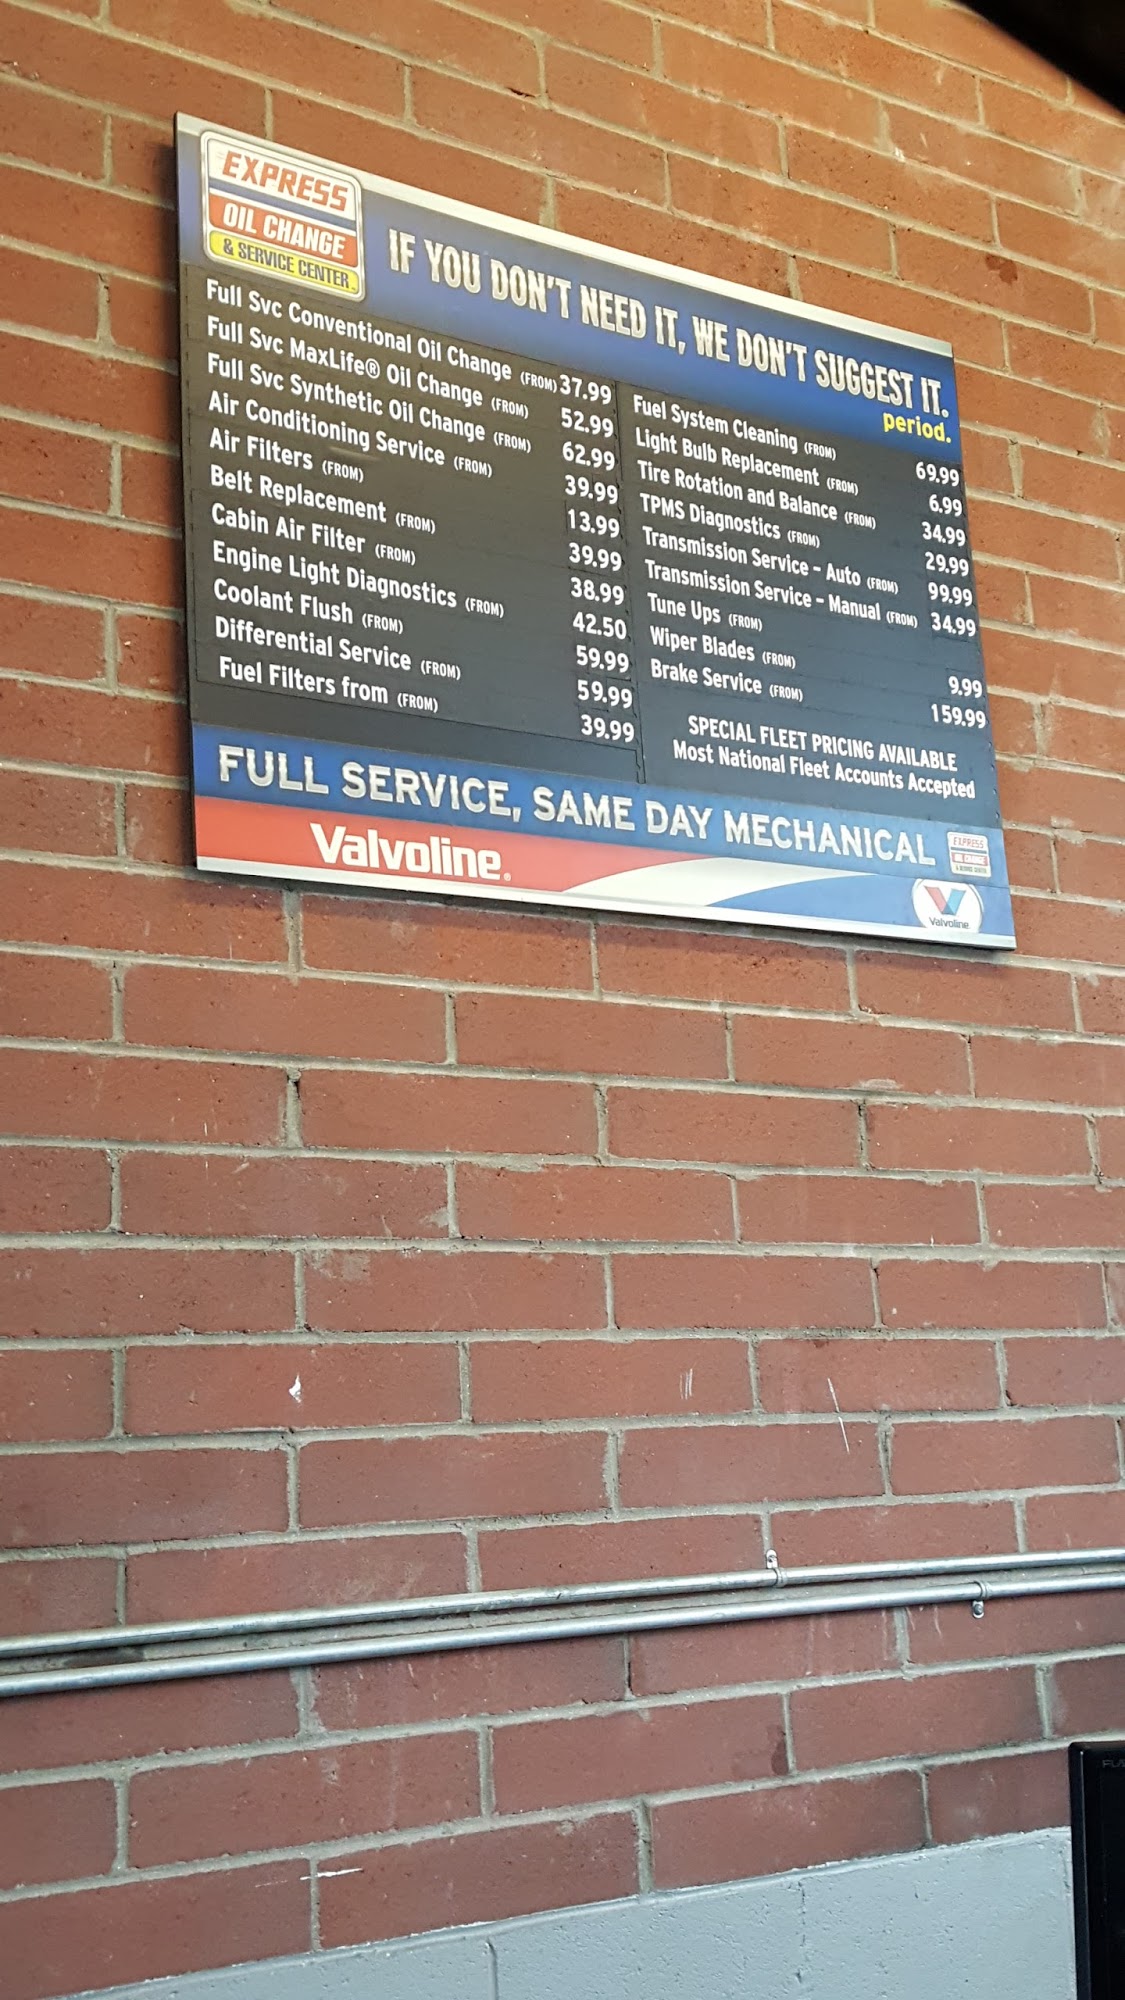 EXPRESS
OIL CHANGE
& SERVICE CENTER
IF YOU DON'T NEED IT, WE DON'T SUGGEST IT.
period.
Full Svc Conventional Oil Change (FROM) 37.99
Full Svc MaxLife® Oil Change (FROM) 52.99
Full Svc Synthetic Oil Change (FROM) 62.99
Air Conditioning Service (FROM) 39.99
Air Filters (FROM) 13.99
Belt Replacement (FROM) 39.99
Cabin Air Filter (FROM) 38.99
Engine Light Diagnostics (FROM) 42.50
Coolant Flush (FROM) 59.99
Differential Service (FROM) 59.99
Fuel Filters from (FROM) 39.99
Fuel System Cleaning (FROM) 69.99
Light Bulb Replacement (FROM) 6.99
Tire Rotation and Balance (FROM) 34.99
TPMS Diagnostics (FROM) 29.99
Transmission Service - Auto (FROM) 99.99
Transmission Service - Manual (FROM) 34.99
Tune Ups (FROM)
Wiper Blades (FROM) 9.99
Brake Service (FROM) 159.99
SPECIAL FLEET PRICING AVAILABLE
Most National Fleet Accounts Accepted
FULL SERVICE, SAME DAY MECHANICAL
EXPRESS
OIL CHANGE
& SERVICE CENTER
Valvoline®
Valvoline